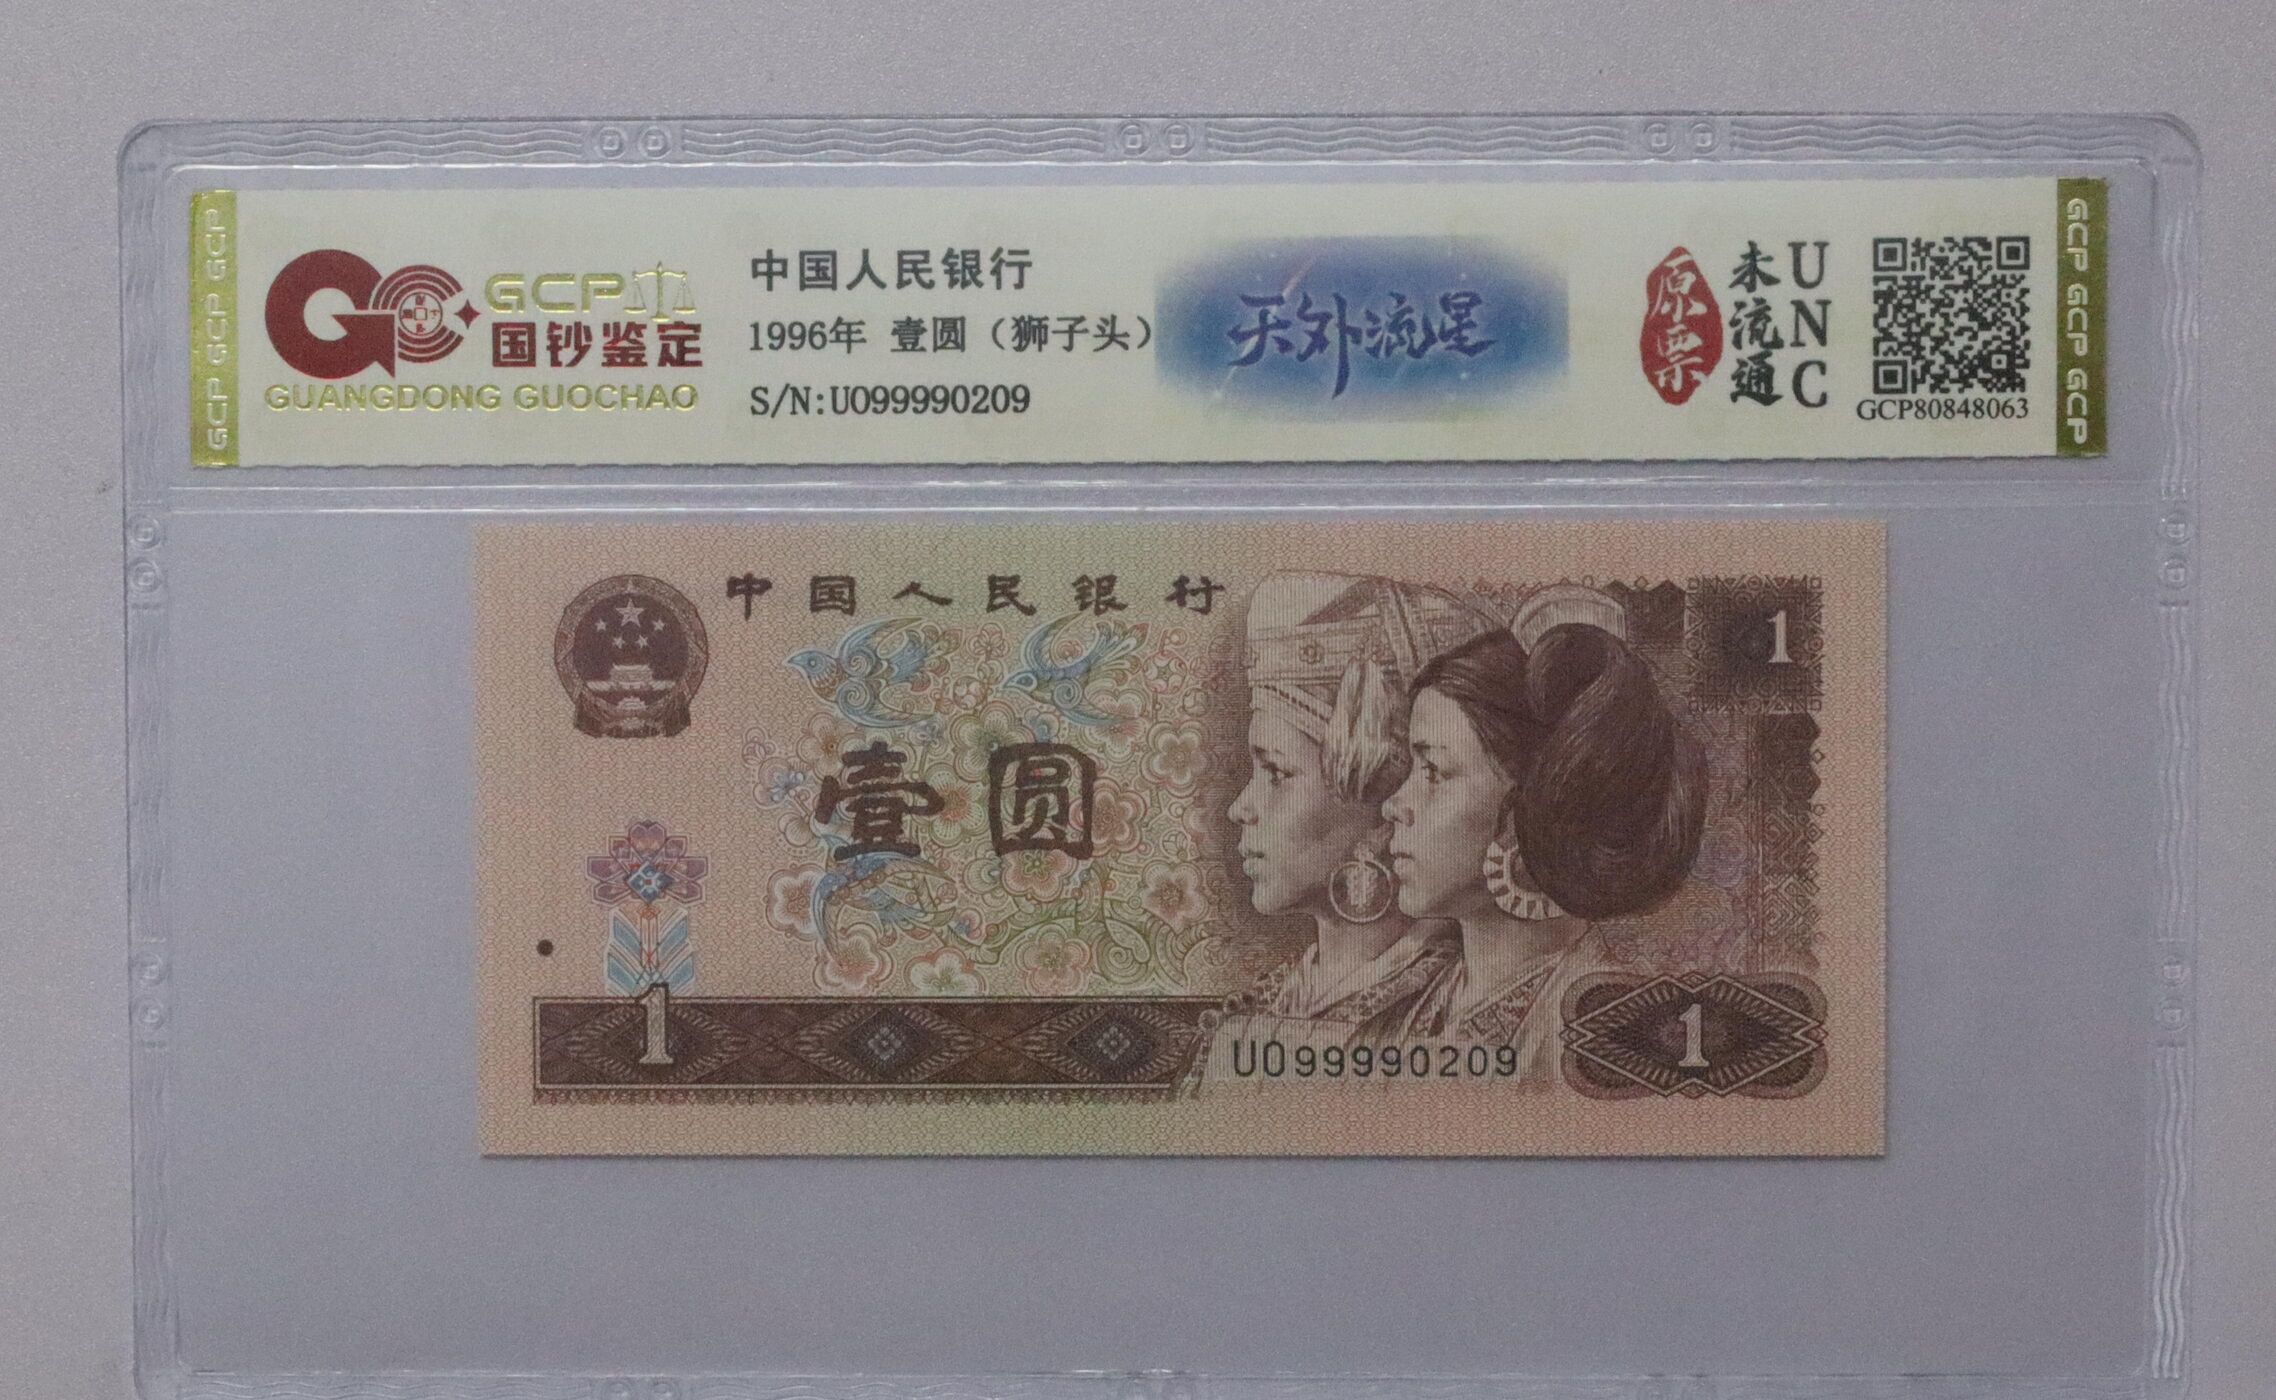 GCP GCP GCP
GCP
国钞鉴定
GUANGDONG GUOCHAO
中国人民银行
1996年 壹圆（狮子头）
S/N:UO99990209
天外流星
原票
未流通
UNC
GCP80848063
GCP GCP GCP
中国人民银行
1
壹圆
1
UO99990209
1